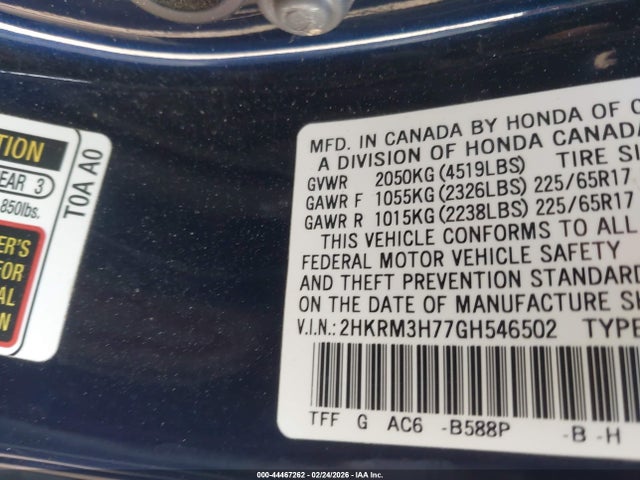 TION
EAR 3
850lbs.
ER'S
FOR
AL
N
T0A A0
MFD. IN CANADA BY HONDA OF C
A DIVISION OF HONDA CANADA
GVWR 2050KG(4519LBS) TIRE SI
GAWR F 1055KG(2326LBS) 225/65R17
GAWR R 1015KG(2238LBS) 225/65R17
THIS VEHICLE CONFORMS TO ALL
FEDERAL MOTOR VEHICLE SAFETY
AND THEFT PREVENTION STANDARD
ON THE DATE OF MANUFACTURE S
V.I.N.: 2HKRM3H77GH546502 TYPE
TFF G AC6 -B588P -B -H
000-44467262 - 02/24/2026 - IAA Inc.